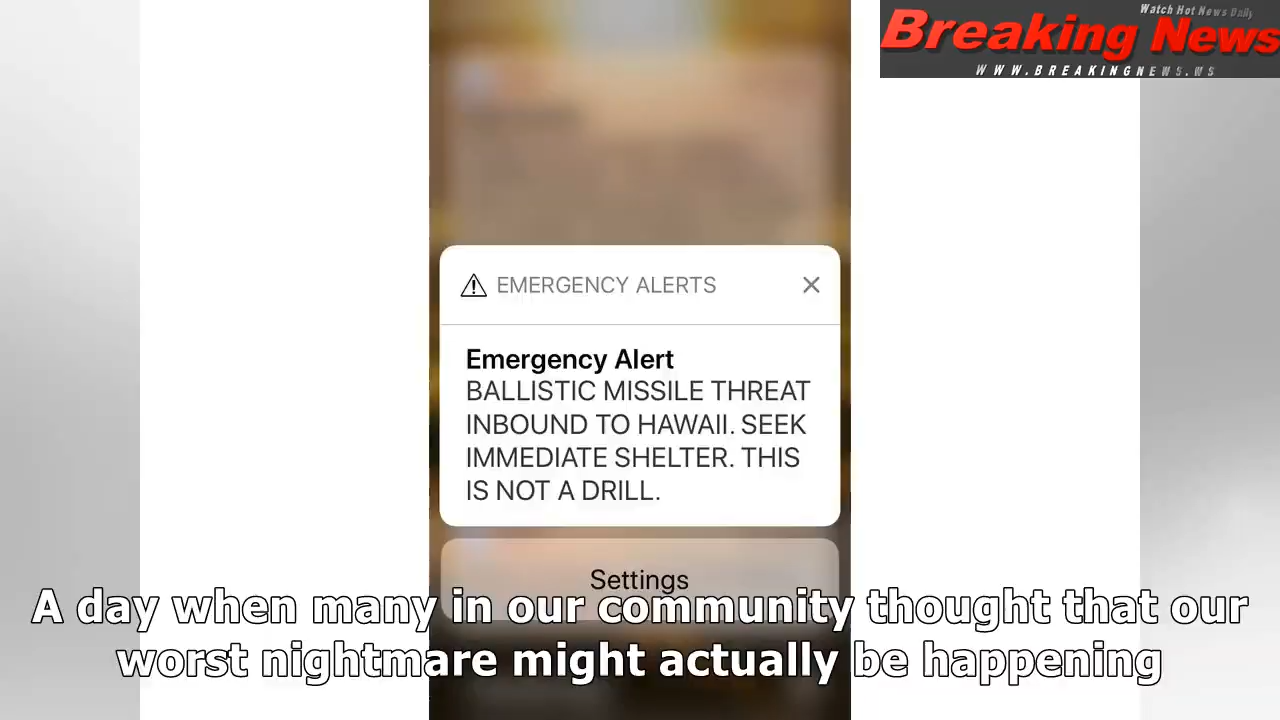 Watch Hot News Daily
Breaking News
WWW.BREAKINGNEWS.WS
EMERGENCY ALERTS
Emergency Alert
BALLISTIC MISSILE THREAT
INBOUND TO HAWAII. SEEK
IMMEDIATE SHELTER. THIS
IS NOT A DRILL.
Settings
A day when many in our community thought that our
worst nightmare might actually be happening